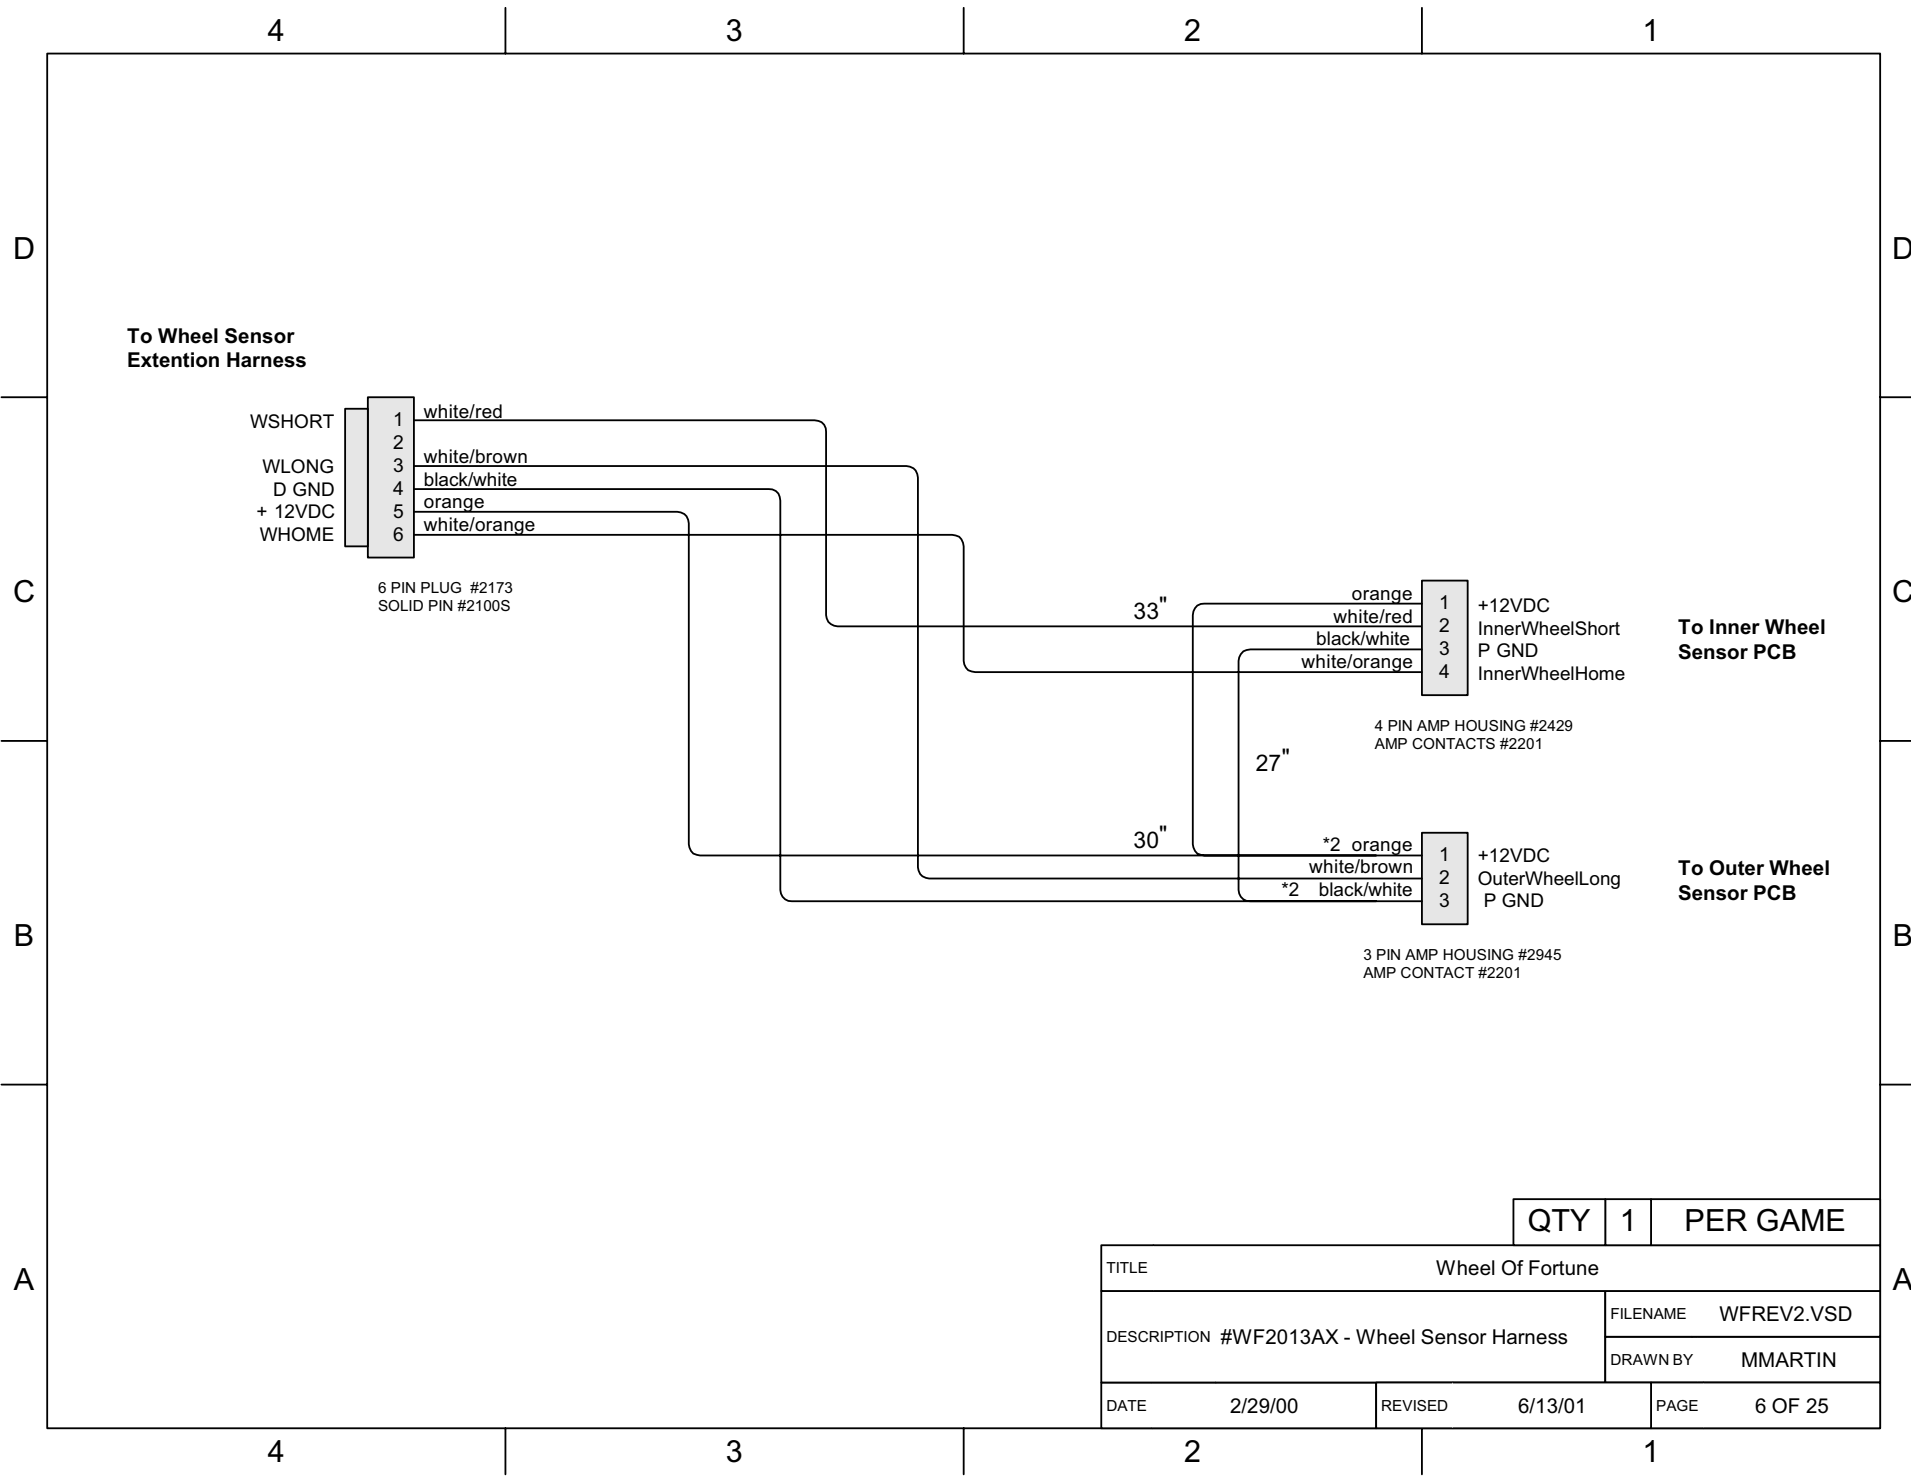 4 3 2 1
D D
To Wheel Sensor
Extention Harness
WSHORT 1 white/red
2
WLONG 3 white/brown
D GND 4 black/white
+ 12VDC 5 orange
WHOME 6 white/orange
6 PIN PLUG #2173
SOLID PIN #2100S
C C
33"
orange 1 +12VDC
white/red 2 InnerWheelShort
black/white 3 P GND
white/orange 4 InnerWheelHome
To Inner Wheel
Sensor PCB
4 PIN AMP HOUSING #2429
AMP CONTACTS #2201
27"
30"
*2 orange 1 +12VDC
white/brown 2 OuterWheelLong
*2 black/white 3 P GND
To Outer Wheel
Sensor PCB
3 PIN AMP HOUSING #2945
AMP CONTACT #2201
B B
QTY 1 PER GAME
A A
TITLE Wheel Of Fortune
DESCRIPTION #WF2013AX - Wheel Sensor Harness
FILENAME WFREV2.VSD
DRAWN BY MMARTIN
DATE 2/29/00 REVISED 6/13/01 PAGE 6 OF 25
4 3 2 1